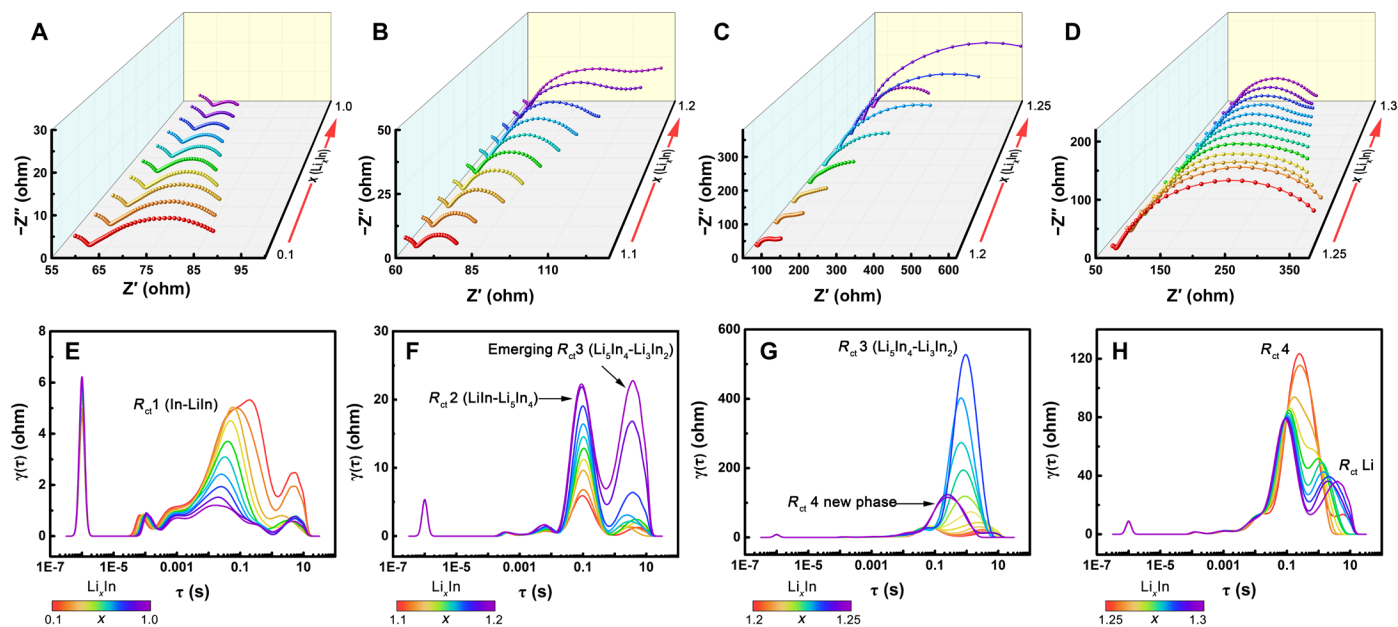 A
B
C
D
30
20
10
0
−Z″ (ohm)
55
65
75
85
95
Z′ (ohm)
0.1
x (LixIn)
1.0
50
25
0
−Z″ (ohm)
60
85
110
Z′ (ohm)
1.1
x (LixIn)
1.2
300
200
100
0
−Z″ (ohm)
100
200
300
400
500
600
Z′ (ohm)
1.2
x (LixIn)
1.25
200
150
100
50
0
−Z″ (ohm)
50
150
250
350
Z′ (ohm)
1.25
x (LixIn)
1.3
E
8
6
4
2
0
γ(τ) (ohm)
Rct1 (In-LiIn)
1E-7
1E-5
0.001
0.1
10
τ (s)
LixIn
0.1
x
1.0
F
30
20
10
0
γ(τ) (ohm)
Emerging Rct3 (Li5In4–Li3In2)
Rct2 (LiIn-Li5In4)
1E-7
1E-5
0.001
0.1
10
τ (s)
LixIn
1.1
x
1.2
G
600
500
400
300
200
100
0
γ(τ) (ohm)
Rct3 (Li5In4–Li3In2)
Rct4 new phase
1E-7
1E-5
0.001
0.1
10
τ (s)
LixIn
1.2
x
1.25
H
120
80
40
0
γ(τ) (ohm)
Rct4
Rct Li
1E-7
1E-5
0.001
0.1
10
τ (s)
LixIn
1.25
x
1.3